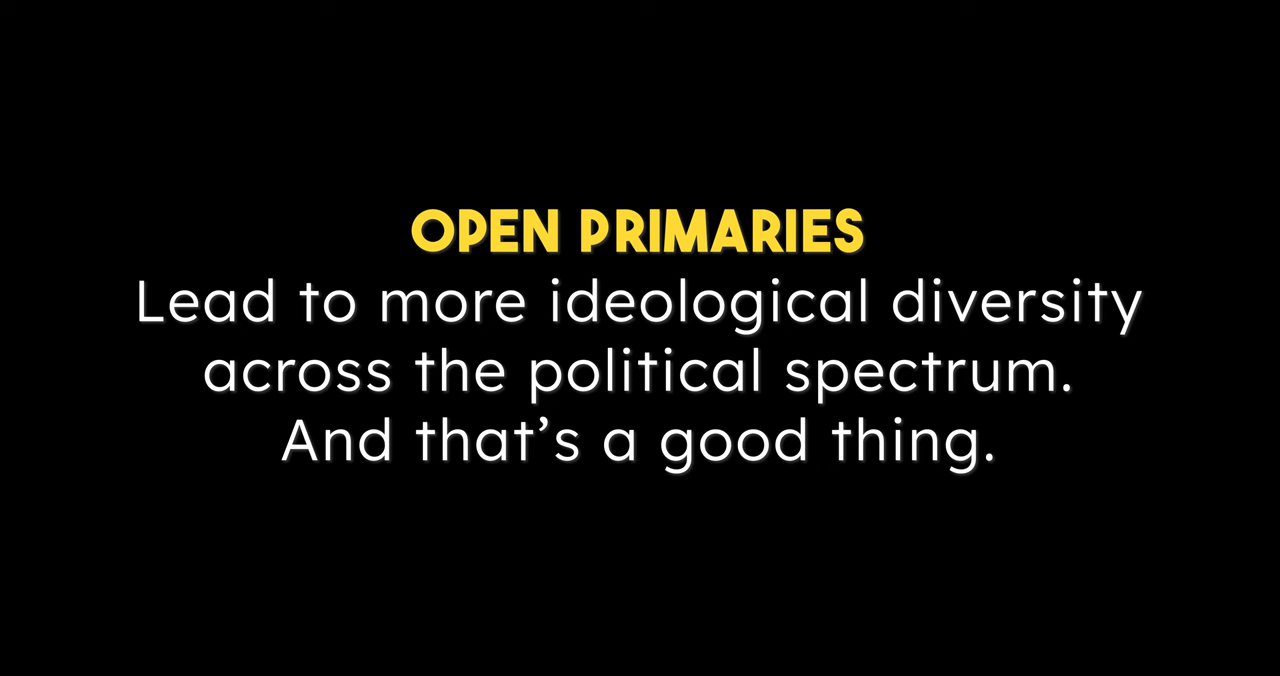 OPEN PRIMARIES
Lead to more ideological diversity
across the political spectrum.
And that’s a good thing.